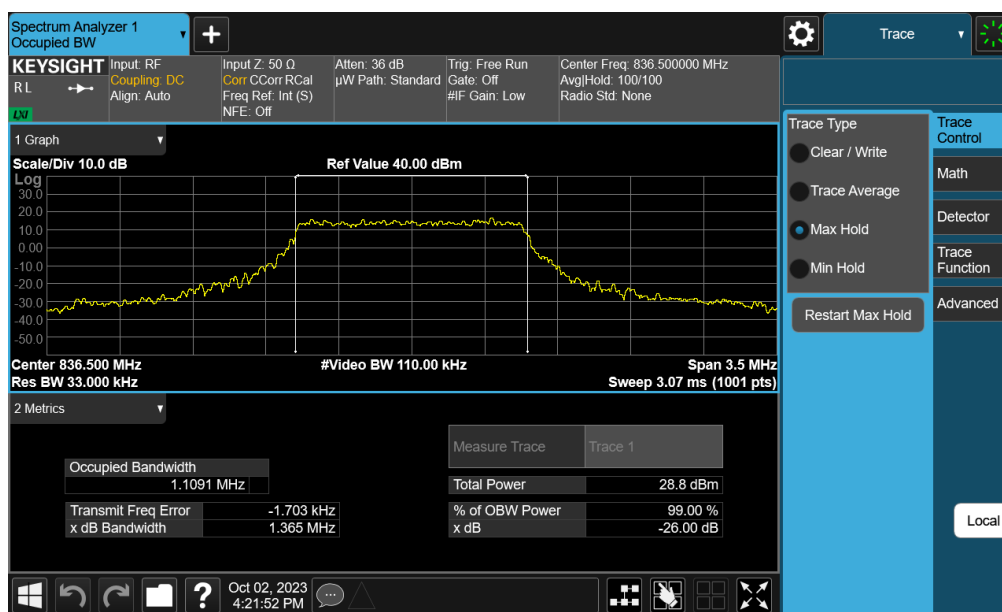 Spectrum Analyzer 1
Occupied BW
+
Trace
KEYSIGHT
R L
LXI
Input: RF
Coupling: DC
Align: Auto
Input Z: 50 Ω
Corr CCorr RCal
Freq Ref: Int (S)
NFE: Off
Atten: 36 dB
µW Path: Standard
Trig: Free Run
Gate: Off
#IF Gain: Low
Center Freq: 836.500000 MHz
Avg|Hold: 100/100
Radio Std: None
1 Graph
Scale/Div 10.0 dB
Ref Value 40.00 dBm
Log
30.0
20.0
10.0
0.00
-10.0
-20.0
-30.0
-40.0
-50.0
Center 836.500 MHz
#Video BW 110.00 kHz
Span 3.5 MHz
Res BW 33.000 kHz
Sweep 3.07 ms (1001 pts)
2 Metrics
Measure Trace
Trace 1
Occupied Bandwidth
1.1091 MHz
Total Power
28.8 dBm
Transmit Freq Error
-1.703 kHz
% of OBW Power
99.00 %
x dB Bandwidth
1.365 MHz
x dB
-26.00 dB
Trace Type
Clear / Write
Trace Average
Max Hold
Min Hold
Restart Max Hold
Trace
Control
Math
Detector
Trace
Function
Advanced
Local
?
Oct 02, 2023
4:21:52 PM